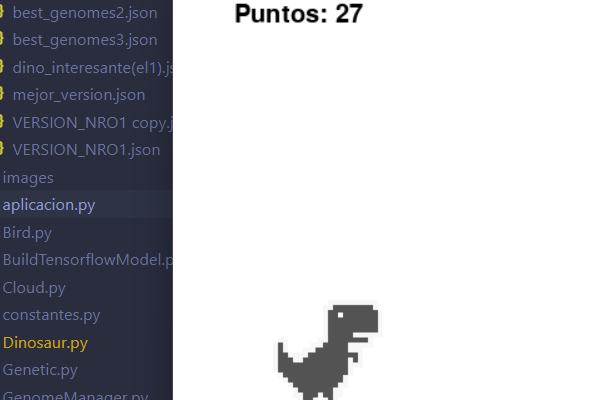 Puntos: 27
best_genomes2.json
best_genomes3.json
dino_interesante(el1).js
mejor_version.json
VERSION_NRO1 copy.j
VERSION_NRO1.json
images
aplicacion.py
Bird.py
BuildTensorflowModel.p
Cloud.py
constantes.py
Dinosaur.py
Genetic.py
GenomeManager.py